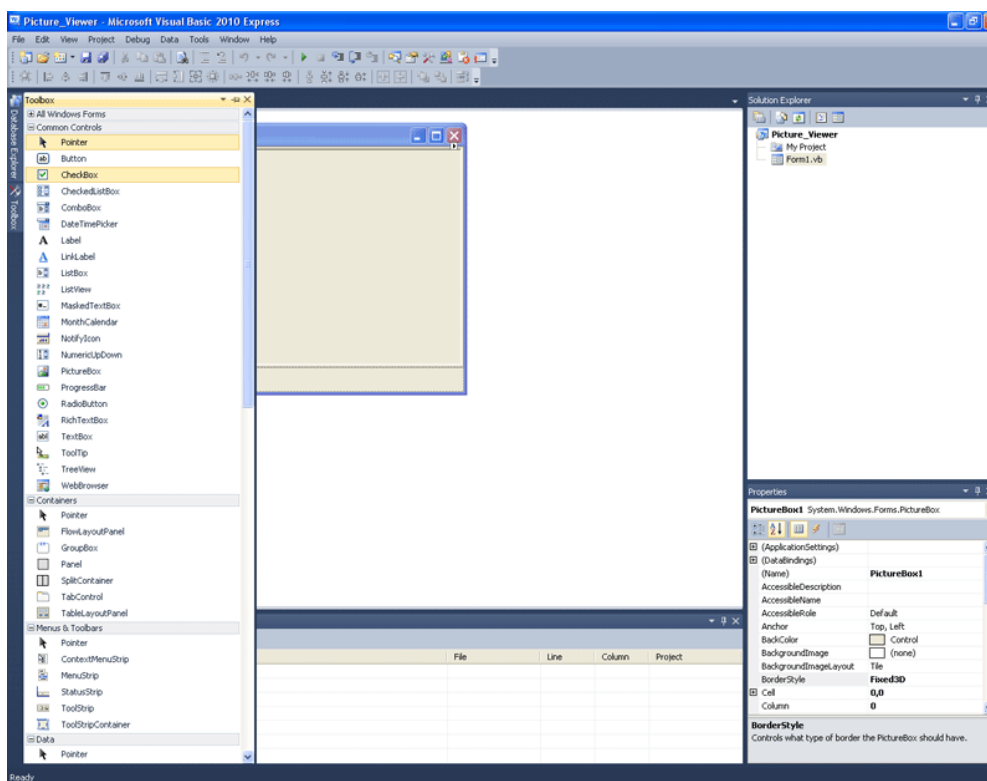 Picture_Viewer - Microsoft Visual Basic 2010 Express
File Edit View Project Debug Data Tools Window Help
Database Explorer
Toolbox
Toolbox
All Windows Forms
Common Controls
Pointer
Button
CheckBox
CheckedListBox
ComboBox
DateTimePicker
Label
LinkLabel
ListBox
ListView
MaskedTextBox
MonthCalendar
NotifyIcon
NumericUpDown
PictureBox
ProgressBar
RadioButton
RichTextBox
TextBox
ToolTip
TreeView
WebBrowser
Containers
Pointer
FlowLayoutPanel
GroupBox
Panel
SplitContainer
TabControl
TableLayoutPanel
Menus & Toolbars
Pointer
ContextMenuStrip
MenuStrip
StatusStrip
ToolStrip
ToolStripContainer
Data
Pointer
File Line Column Project
Solution Explorer
Picture_Viewer
My Project
Form1.vb
Properties
PictureBox1 System.Windows.Forms.PictureBox
(ApplicationSettings)
(DataBindings)
(Name) PictureBox1
AccessibleDescription
AccessibleName
AccessibleRole Default
Anchor Top, Left
BackColor Control
BackgroundImage (none)
BackgroundImageLayout Tile
BorderStyle Fixed3D
Cell 0,0
Column 0
BorderStyle
Controls what type of border the PictureBox should have.
Ready